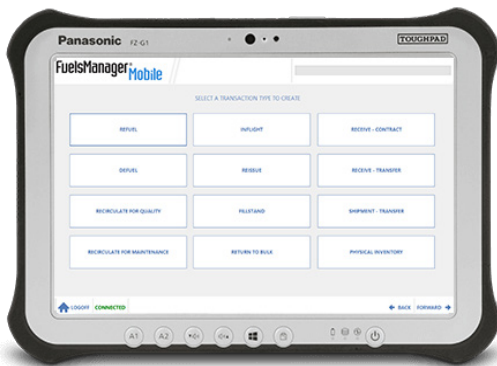 Panasonic FZ-G1 TOUGHPAD
FuelsManager® Mobile
SELECT A TRANSACTION TYPE TO CREATE
REFUEL INFLIGHT RECEIVE - CONTRACT
DEFUEL REISSUE RECEIVE - TRANSFER
RECIRCULATE FOR QUALITY FILLSTAND SHIPMENT - TRANSFER
RECIRCULATE FOR MAINTENANCE RETURN TO BULK PHYSICAL INVENTORY
LOGOFF CONNECTED BACK FORWARD
A1 A2